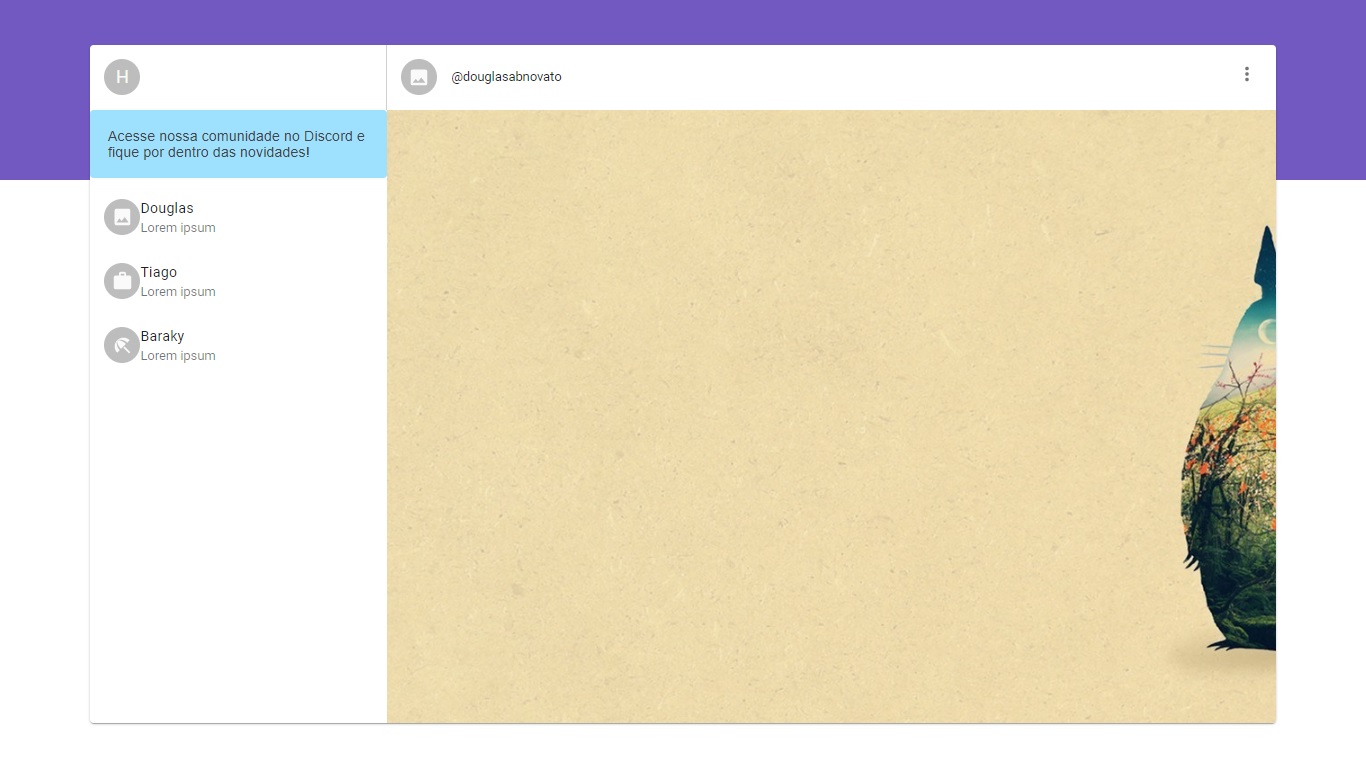 H
@douglasabnovato
Acesse nossa comunidade no Discord e
fique por dentro das novidades!
Douglas
Lorem ipsum
Tiago
Lorem ipsum
Baraky
Lorem ipsum